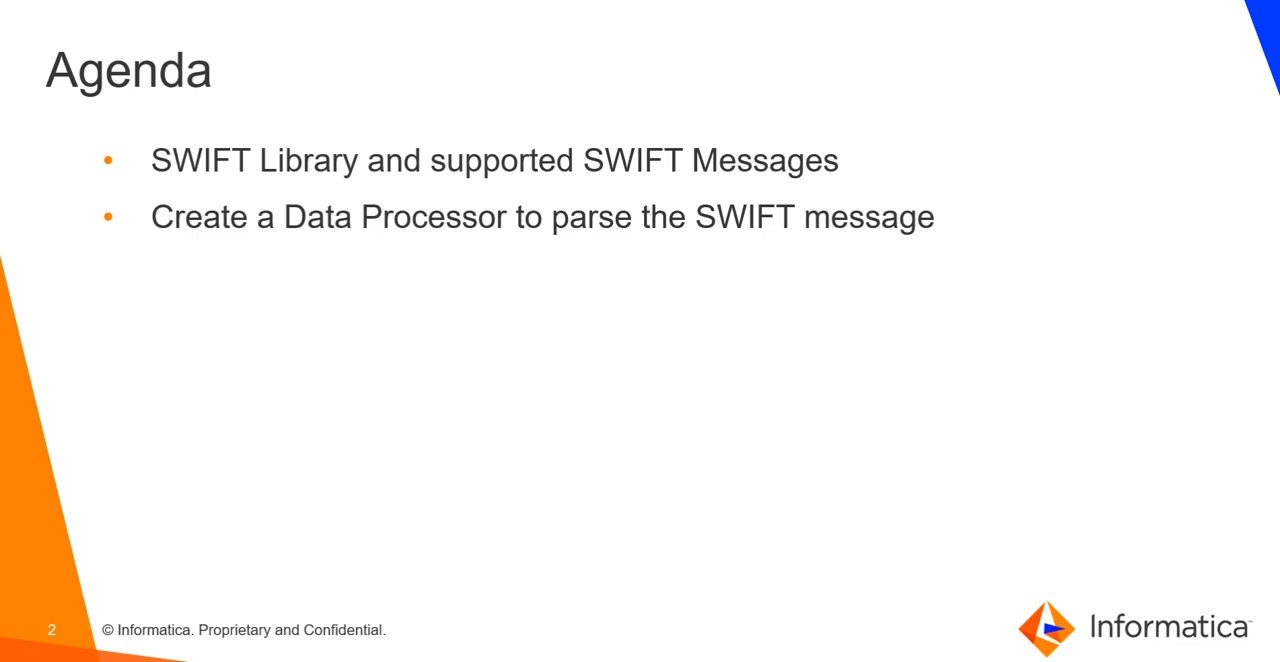 Agenda
• SWIFT Library and supported SWIFT Messages
• Create a Data Processor to parse the SWIFT message
2
© Informatica. Proprietary and Confidential.
Informatica™